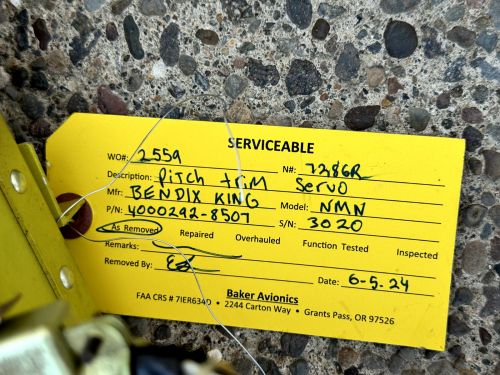 SERVICEABLE
WO#: 2559 N#: 7386R
Description: Pitch trim Servo
Mfr: BENDIX KING Model: NMN
P/N: 4000292-8507 S/N: 3020
As Removed Repaired Overhauled Function Tested Inspected
Remarks:
Removed By: Date: 6-5-24
Baker Avionics
FAA CRS # 7IER634D • 2244 Carton Way • Grants Pass, OR 97526